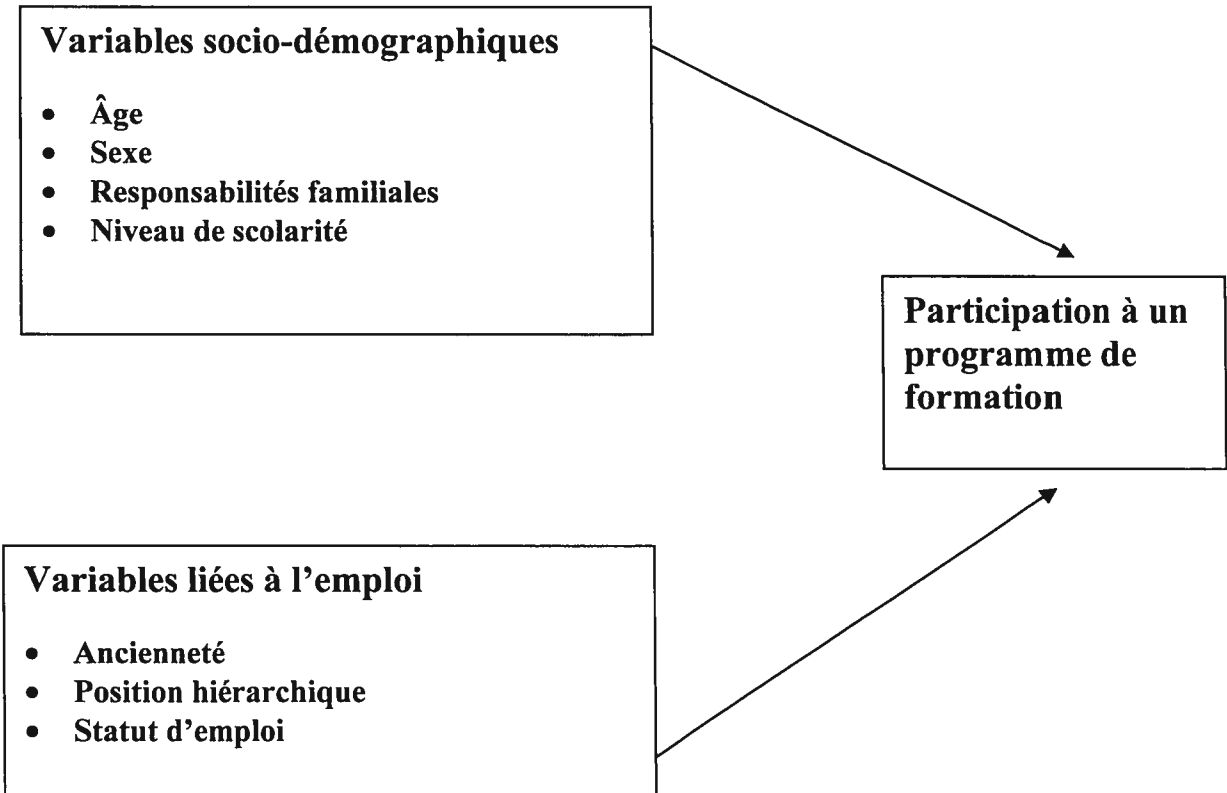 Variables socio-démographiques
• Âge
• Sexe
• Responsabilités familiales
• Niveau de scolarité
Participation à un
programme de
formation
Variables liées à l’emploi
• Ancienneté
• Position hiérarchique
• Statut d’emploi